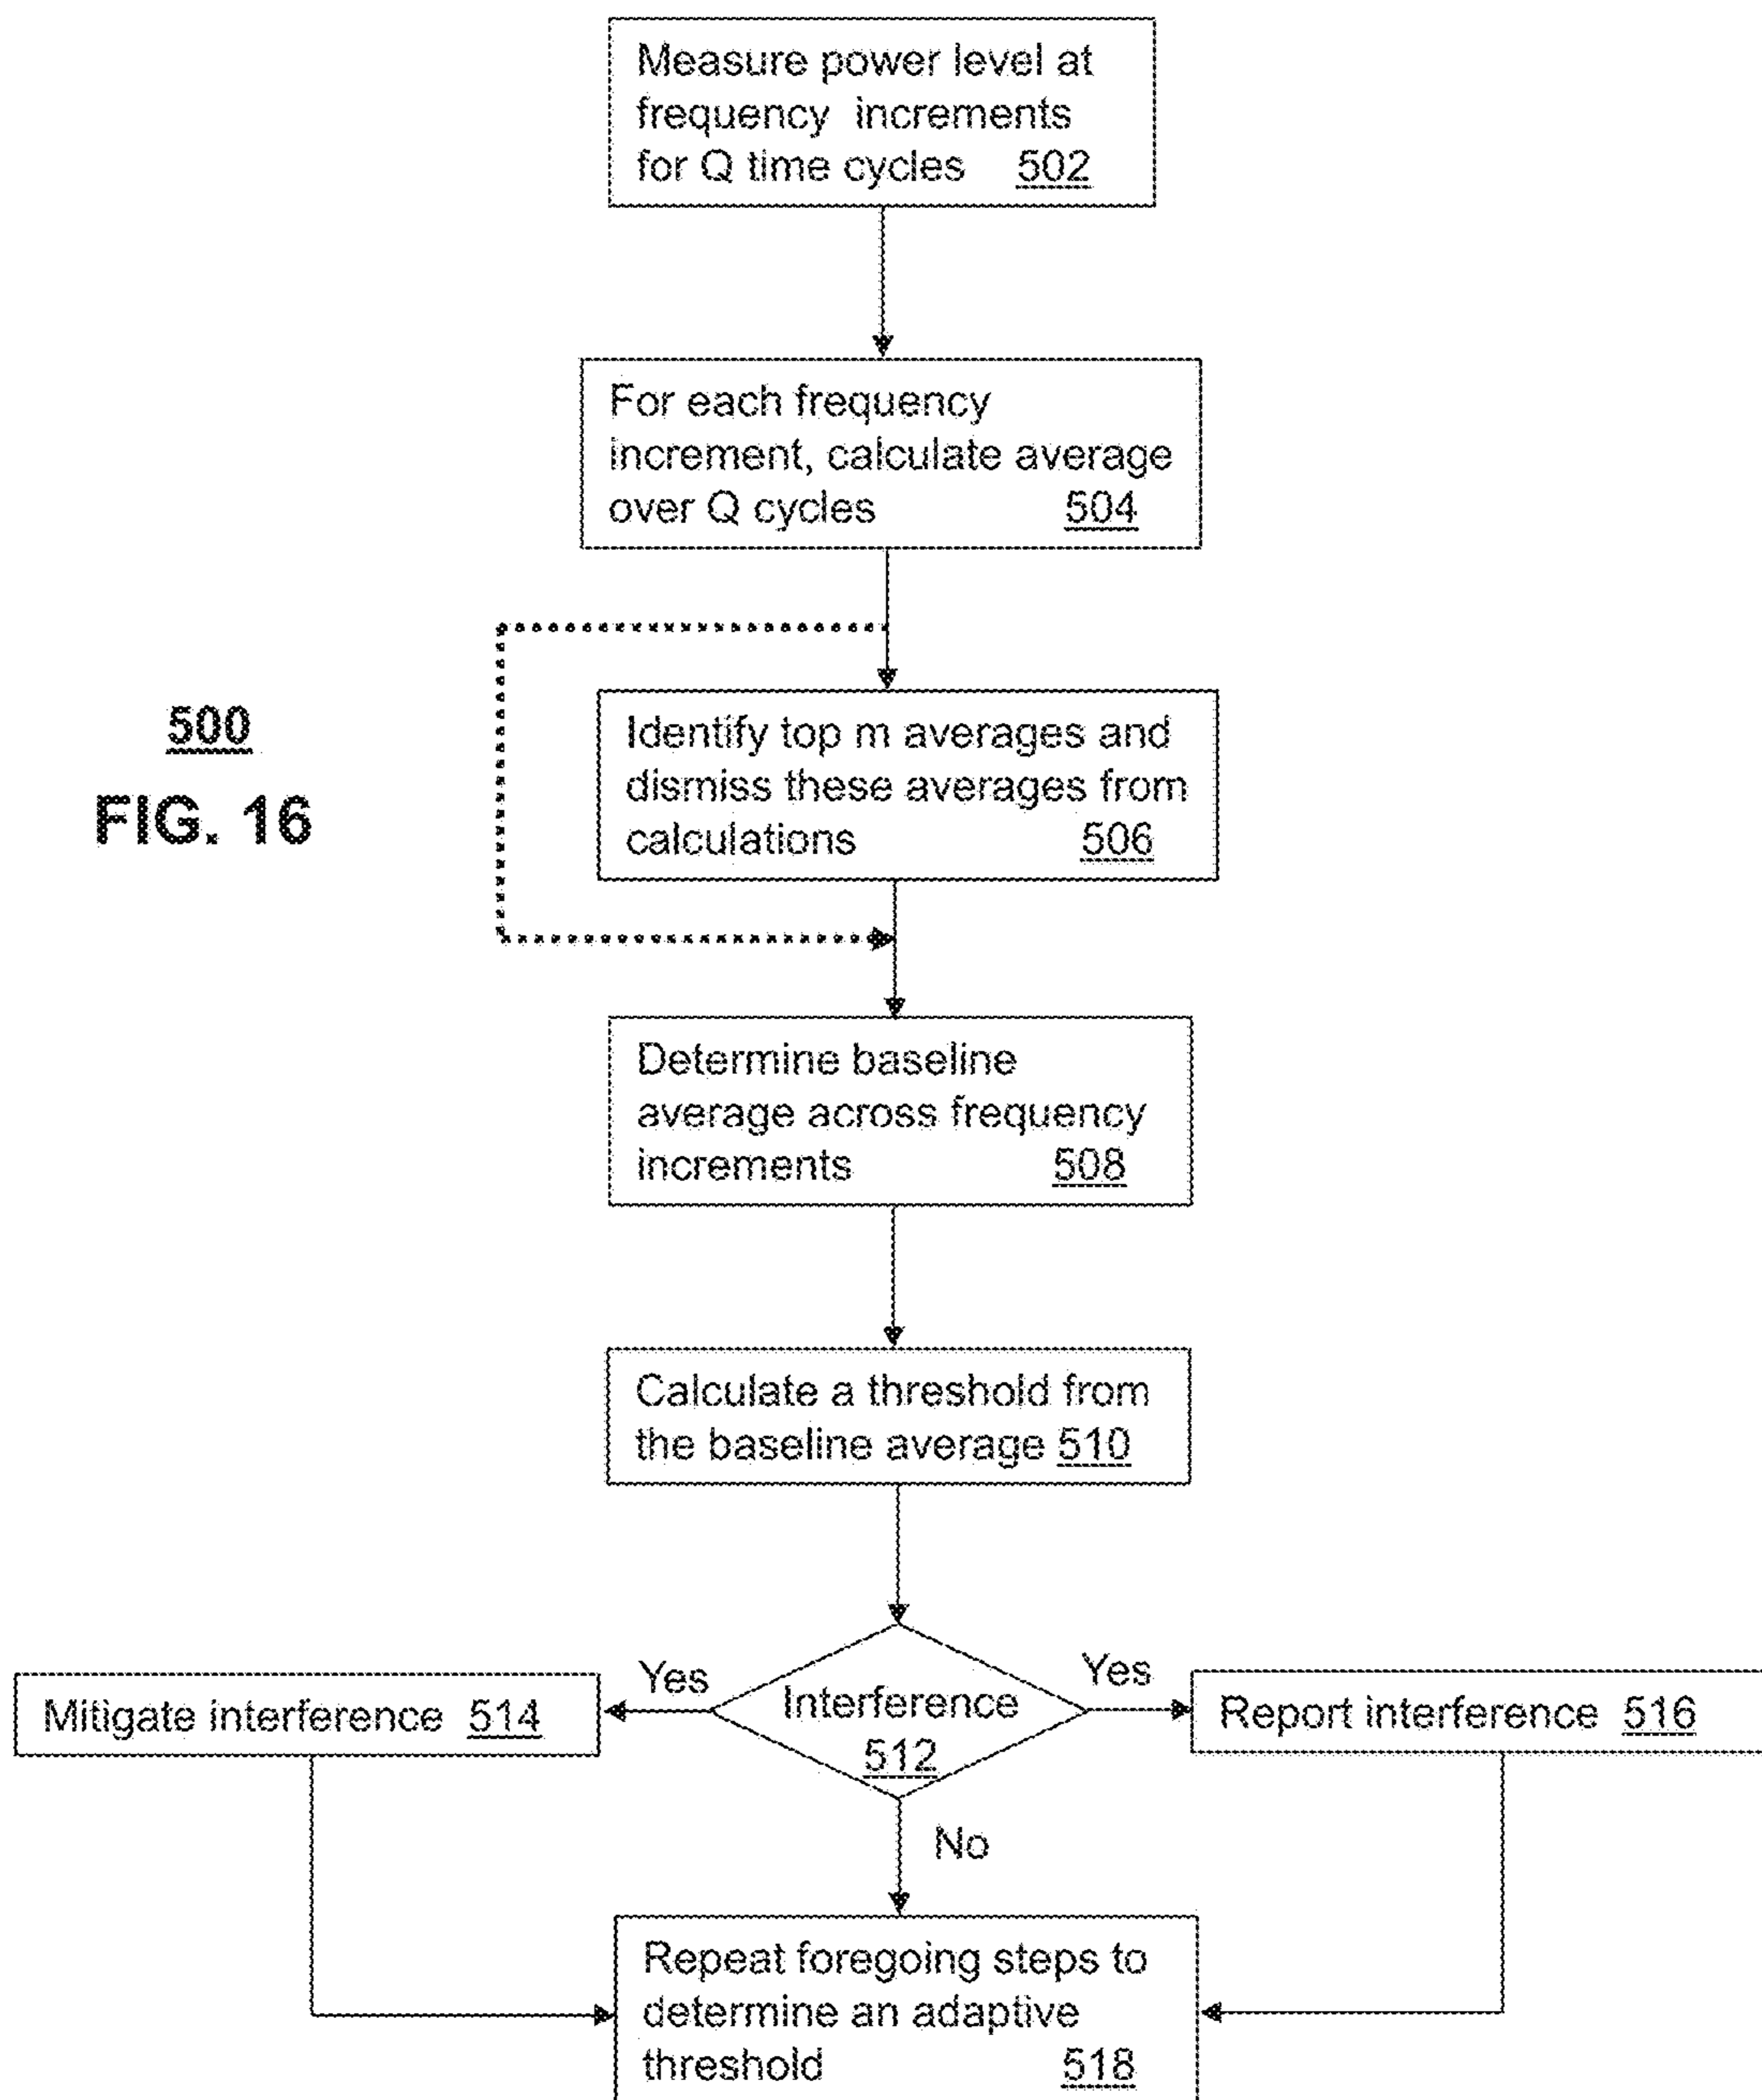 Measure power level at
frequency increments
for Q time cycles 502
For each frequency
increment, calculate average
over Q cycles 504
500
FIG. 16
Identify top m averages and
dismiss these averages from
calculations 506
Determine baseline
average across frequency
increments 508
Calculate a threshold from
the baseline average 510
Yes
Yes
Mitigate interference 514
Interference
512
Report interference 516
No
Repeat foregoing steps to
determine an adaptive
threshold 518